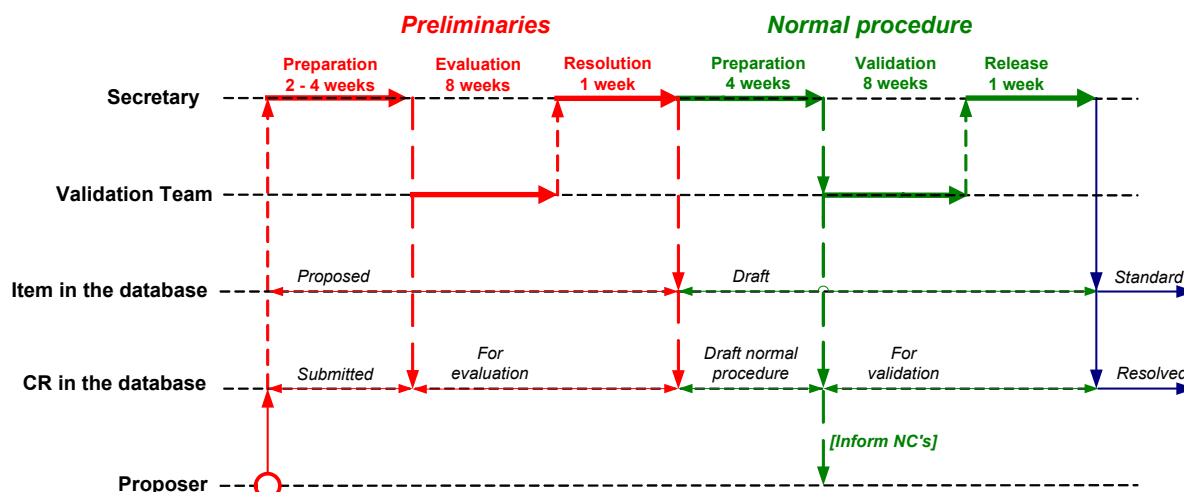 Preliminaries
Normal procedure
Preparation
2 - 4 weeks
Evaluation
8 weeks
Resolution
1 week
Preparation
4 weeks
Validation
8 weeks
Release
1 week
Secretary
Validation Team
Item in the database
Proposed
Draft
Standard
CR in the database
Submitted
For
evaluation
Draft normal
procedure
For
validation
Resolved
[Inform NC's]
Proposer